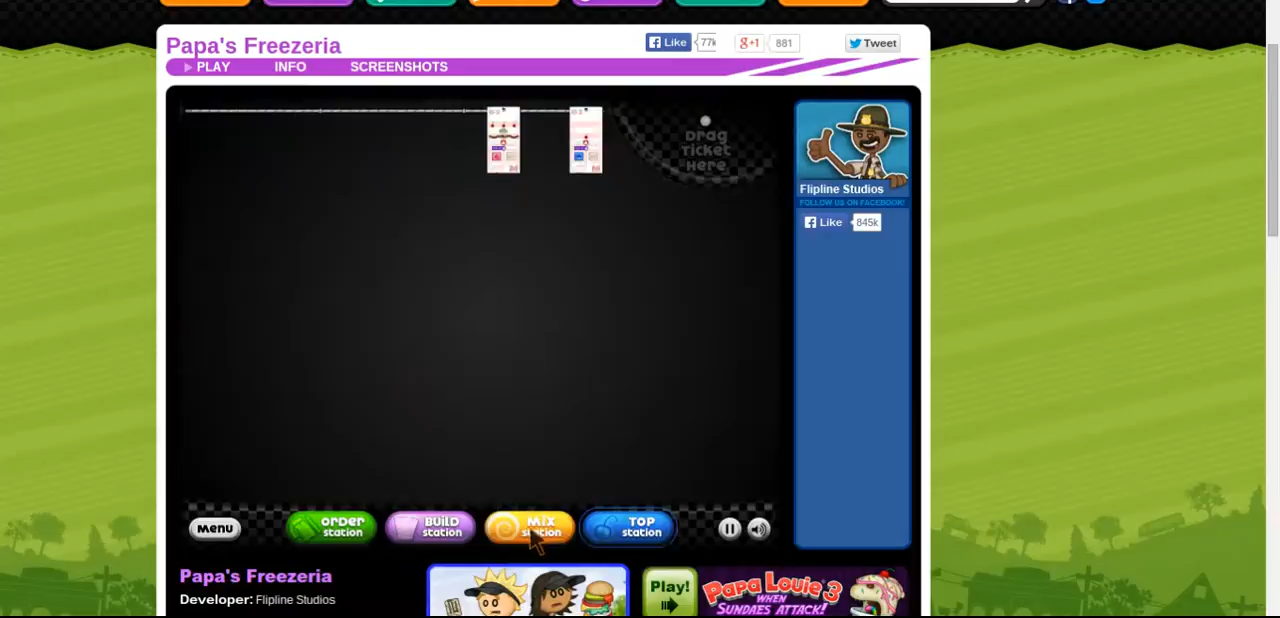 Papa's Freezeria
Like 77k
g+1 881
Tweet
PLAY INFO SCREENSHOTS
DRAG
TICKET
HERE
Flipline Studios
FOLLOW US ON FACEBOOK!
Like 845k
menu
ORDER station
BUILD station
MIX station
TOP station
Papa's Freezeria
Developer: Flipline Studios
Play!
PAPA LOUIE 3
WHEN
SUNDAES ATTACK!